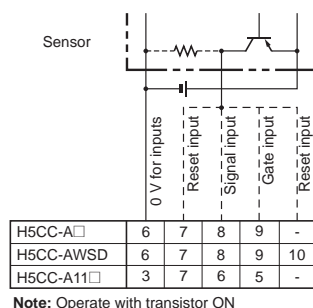 Sensor
0 V for inputs
Reset input
Signal input
Gate input
Reset input
H5CC-A□ 6 7 8 9 -
H5CC-AWSD 6 7 8 9 10
H5CC-A11□ 3 7 6 5 -
Note: Operate with transistor ON